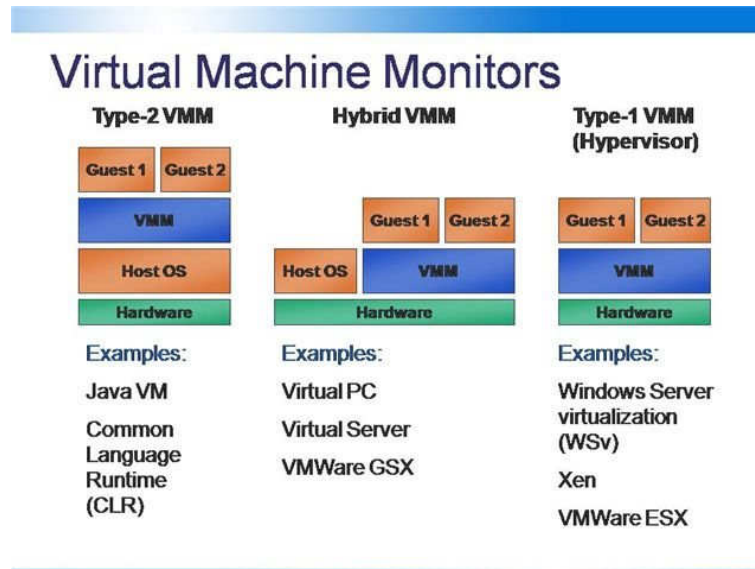 Virtual Machine Monitors
Type-2 VMM
Guest 1 Guest 2
VMM
Host OS
Hardware
Examples:
Java VM
Common
Language
Runtime
(CLR)
Hybrid VMM
Guest 1 Guest 2
Host OS VMM
Hardware
Examples:
Virtual PC
Virtual Server
VMWare GSX
Type-1 VMM
(Hypervisor)
Guest 1 Guest 2
VMM
Hardware
Examples:
Windows Server
virtualization
(WSv)
Xen
VMWare ESX